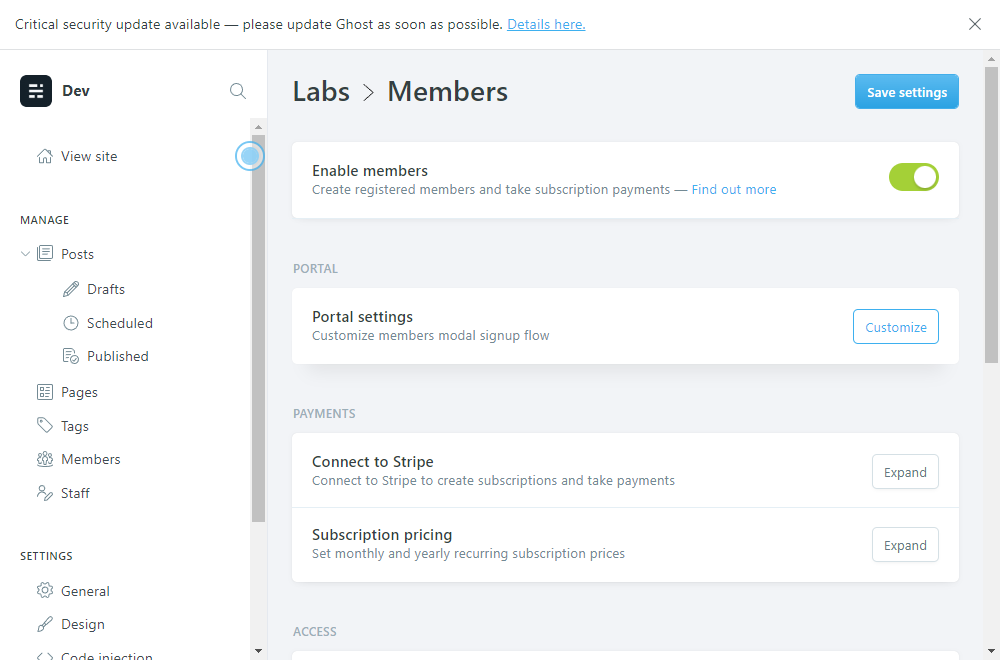 Critical security update available — please update Ghost as soon as possible. Details here.
Dev
View site
MANAGE
Posts
Drafts
Scheduled
Published
Pages
Tags
Members
Staff
SETTINGS
General
Design
Code injection
Labs > Members
Save settings
Enable members
Create registered members and take subscription payments — Find out more
PORTAL
Portal settings
Customize members modal signup flow
Customize
PAYMENTS
Connect to Stripe
Connect to Stripe to create subscriptions and take payments
Expand
Subscription pricing
Set monthly and yearly recurring subscription prices
Expand
ACCESS